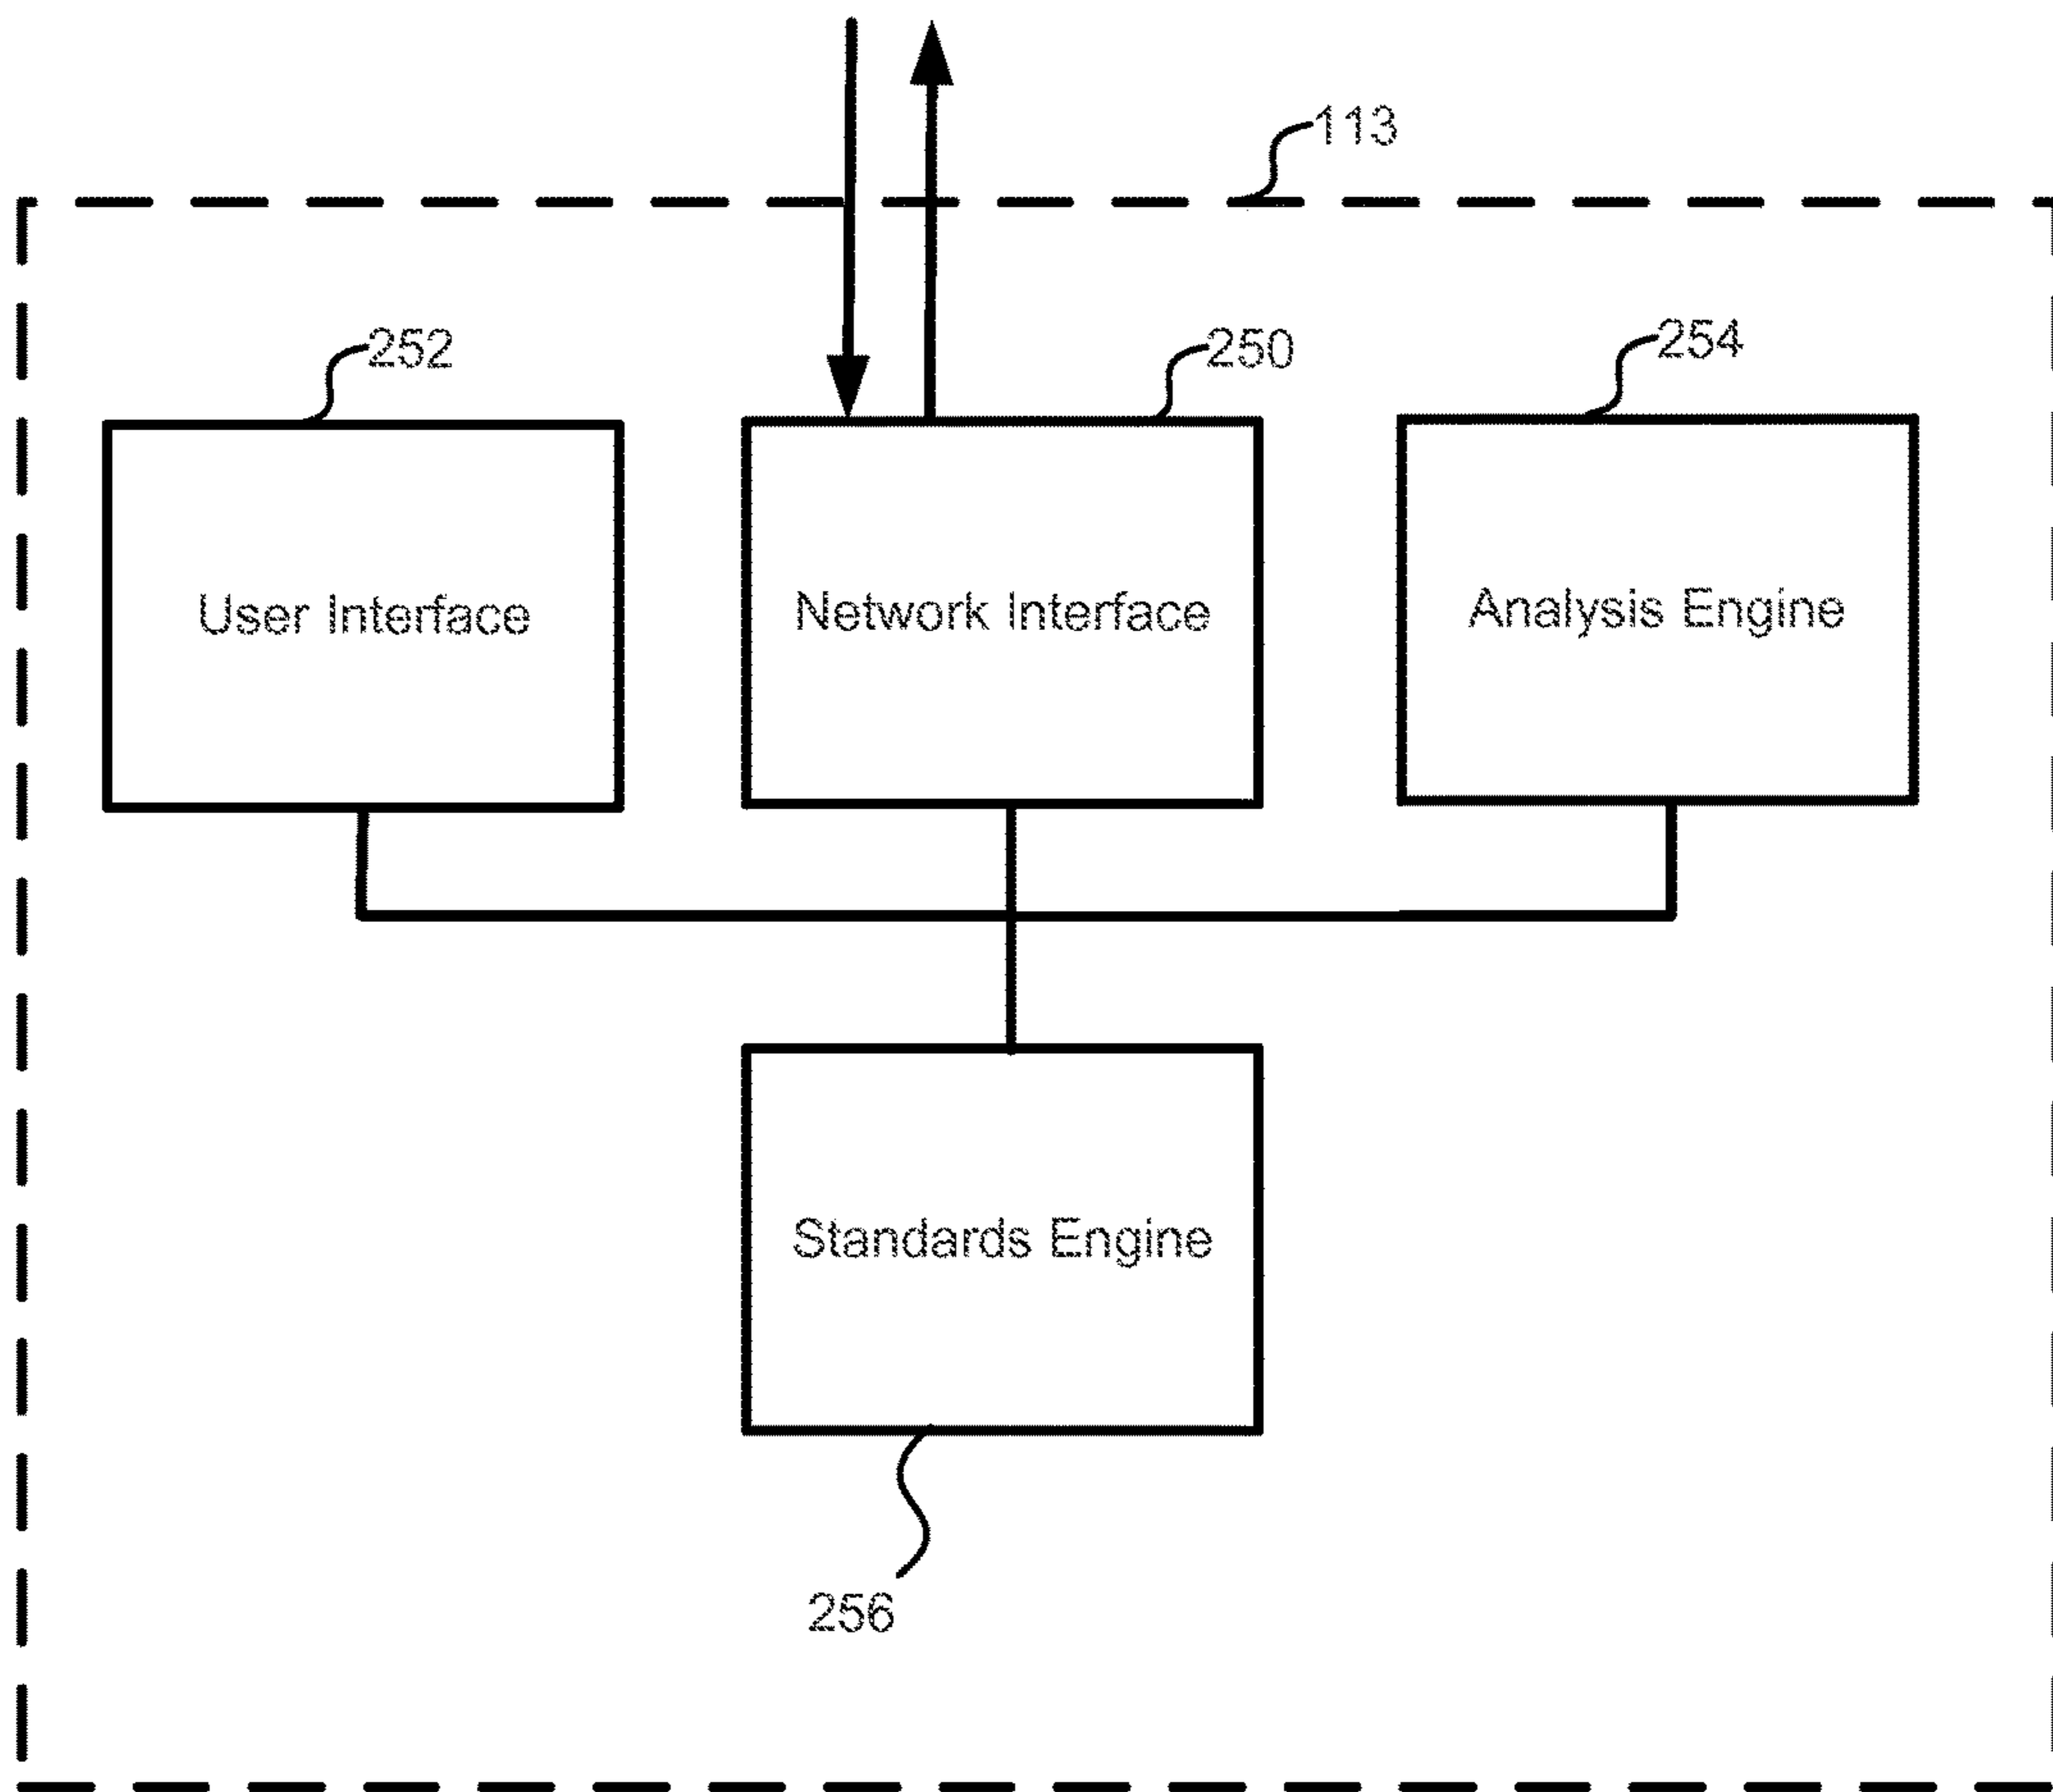 113
252
250
254
User Interface
Network Interface
Analysis Engine
Standards Engine
256